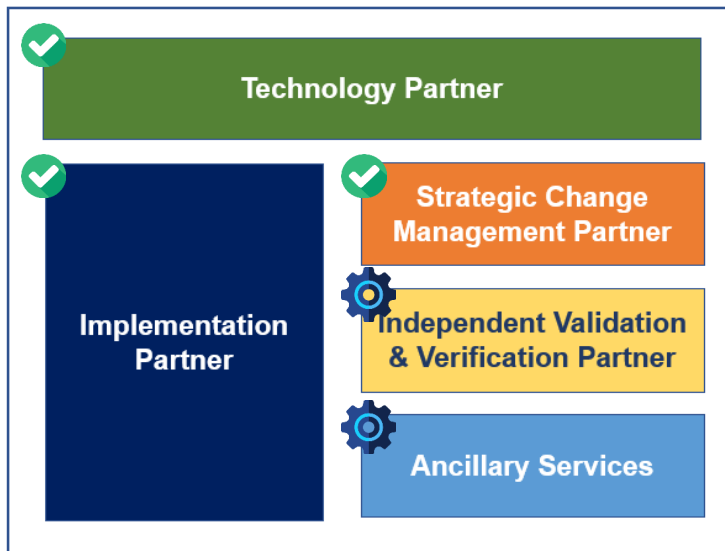 Technology Partner
Implementation
Partner
Strategic Change
Management Partner
Independent Validation
& Verification Partner
Ancillary Services